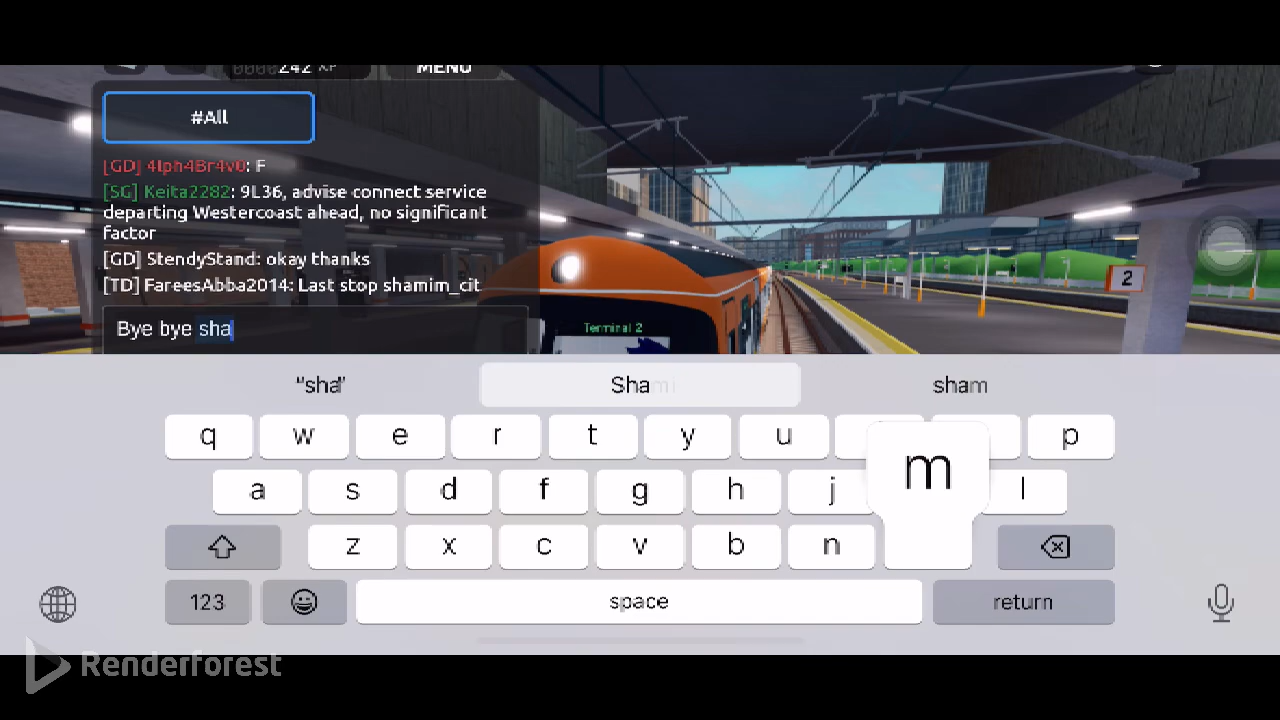 0000242 XP MENU
#All
[GD] 4lph4Br4v0: F
[SG] Keita2282: 9L36, advise connect service
departing Westercoast ahead, no significant
factor
[GD] StendyStand: okay thanks
[TD] FareesAbba2014: Last stop shamim_cit
Bye bye sha
Terminal 2
2
"sha" Shami sham
q w e r t y u p
a s d f g h j l
z x c v b n m
123 space return
Renderforest